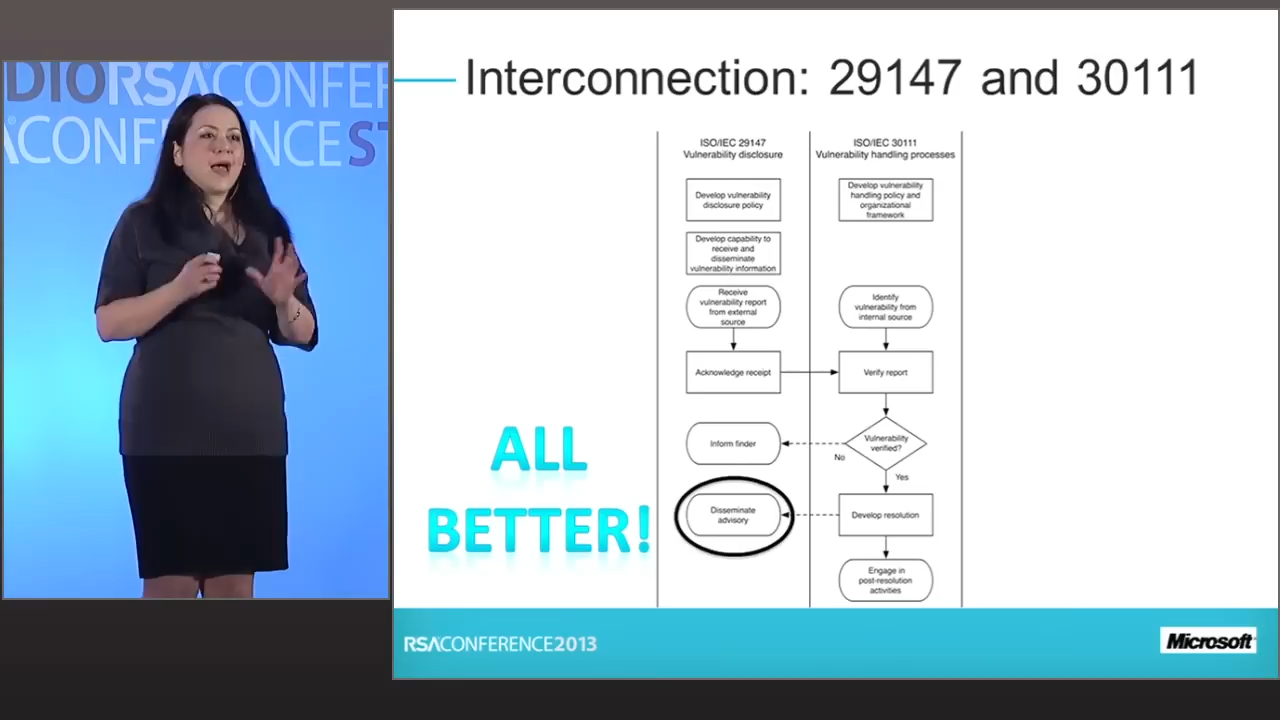 DIORSACONFE
ACONFERENCE ST
Interconnection: 29147 and 30111
ISO/IEC 29147
Vulnerability disclosure
ISO/IEC 30111
Vulnerability handling processes
Develop vulnerability
disclosure policy
Develop vulnerability
handling policy and
organizational
framework
Develop capability to
receive and
disseminate
vulnerability information
Receive
vulnerability report
from external
source
Identify
vulnerability from
internal source
Acknowledge receipt
Verify report
Inform finder
Vulnerability
verified?
No
Yes
Disseminate
advisory
Develop resolution
Engage in
post-resolution
activities
ALL
BETTER!
RSACONFERENCE2013
Microsoft